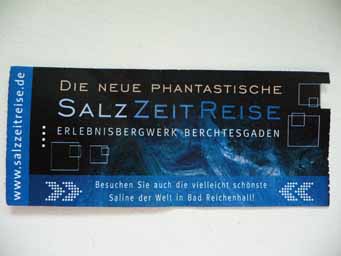 www.salzzeitreise.de
DIE NEUE PHANTASTISCHE
SALZZEITREISE
ERLEBNISBERGWERK BERCHTESGADEN
Besuchen Sie auch die vielleicht schönste
Saline der Welt in Bad Reichenhall!